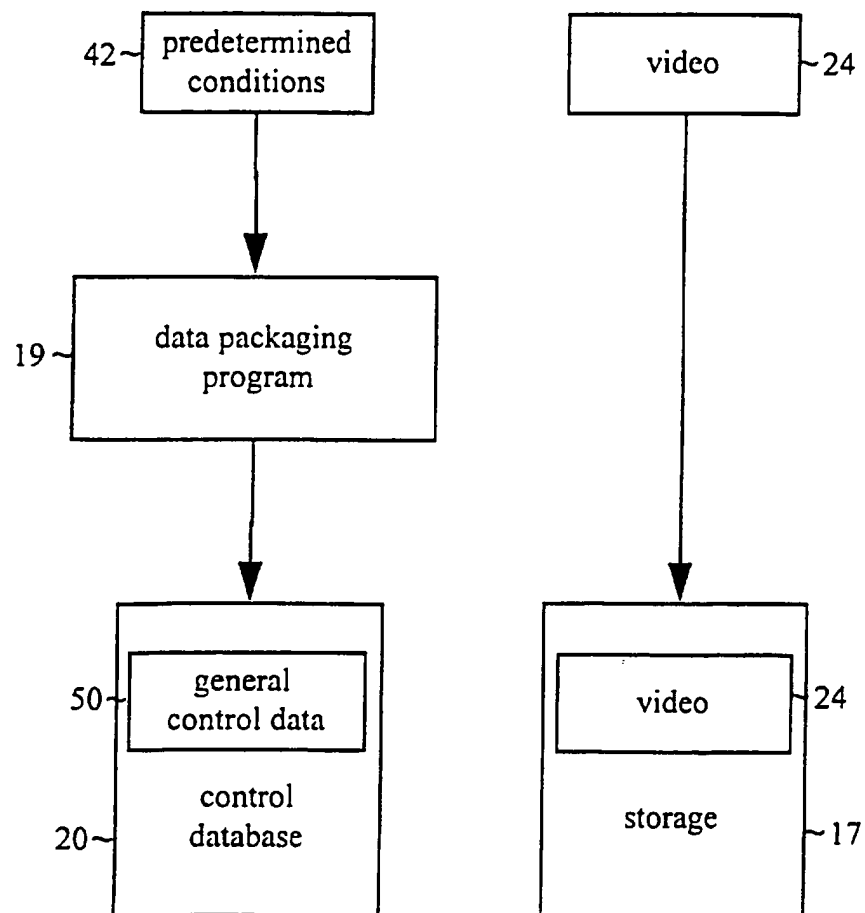 42~
predetermined
conditions
video
~24
19~
data packaging
program
50~
general
control data
video
24
control
database
20~
storage
~17